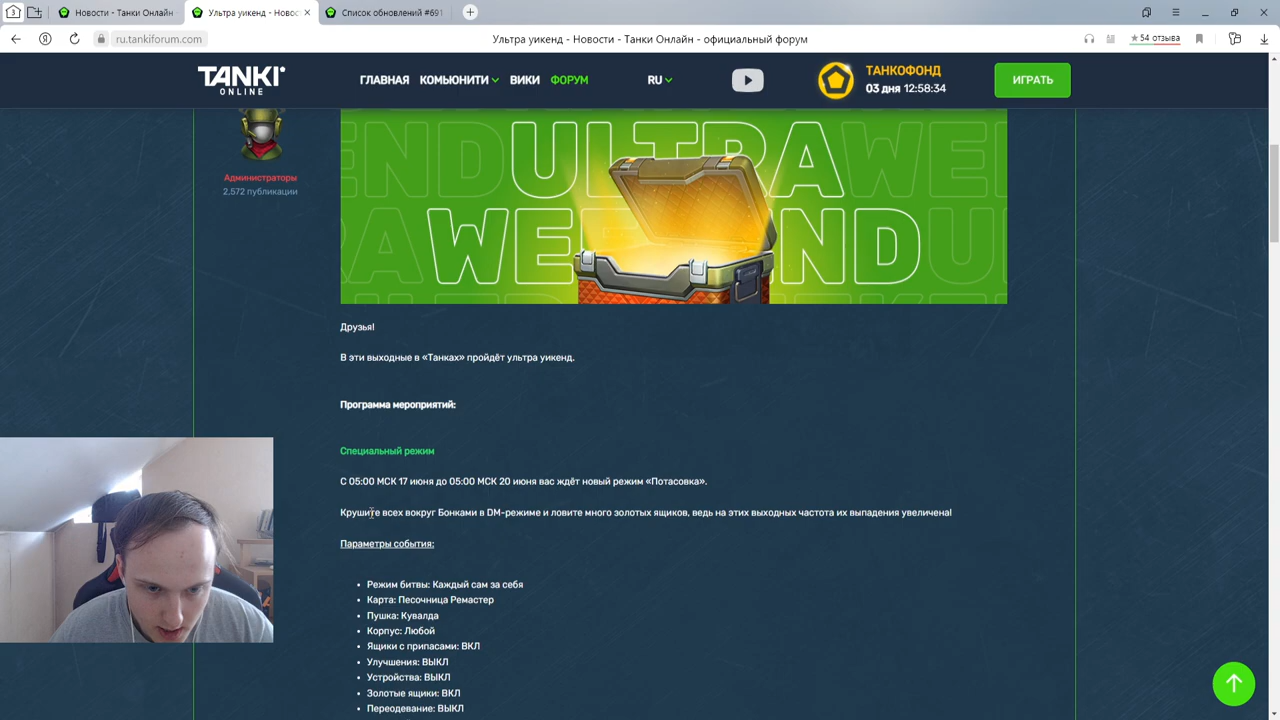 Новости - Танки Онлайн
Ультра уикенд - Новост
Список обновлений #691
ru.tankiforum.com
Ультра уикенд - Новости - Танки Онлайн - официальный форум
★54 отзыва
TANKI
ONLINE
ГЛАВНАЯ
КОМЬЮНИТИ
ВИКИ
ФОРУМ
RU
ТАНКОФОНД
03 дня 12:58:34
ИГРАТЬ
Администраторы
2,572 публикации
ENDULTRAWE
RAWEEKENDU
Друзья!
В эти выходные в «Танках» пройдёт ультра уикенд.
Программа мероприятий:
Специальный режим
С 05:00 МСК 17 июня до 05:00 МСК 20 июня вас ждёт новый режим «Потасовка».
Крушите всех вокруг Бонками в DM-режиме и ловите много золотых ящиков, ведь на этих выходных частота их выпадения увеличена!
Параметры события:
• Режим битвы: Каждый сам за себя
• Карта: Песочница Ремастер
• Пушка: Кувалда
• Корпус: Любой
• Ящики с припасами: ВКЛ
• Улучшения: ВЫКЛ
• Устройства: ВЫКЛ
• Золотые ящики: ВКЛ
• Переодевание: ВЫКЛ